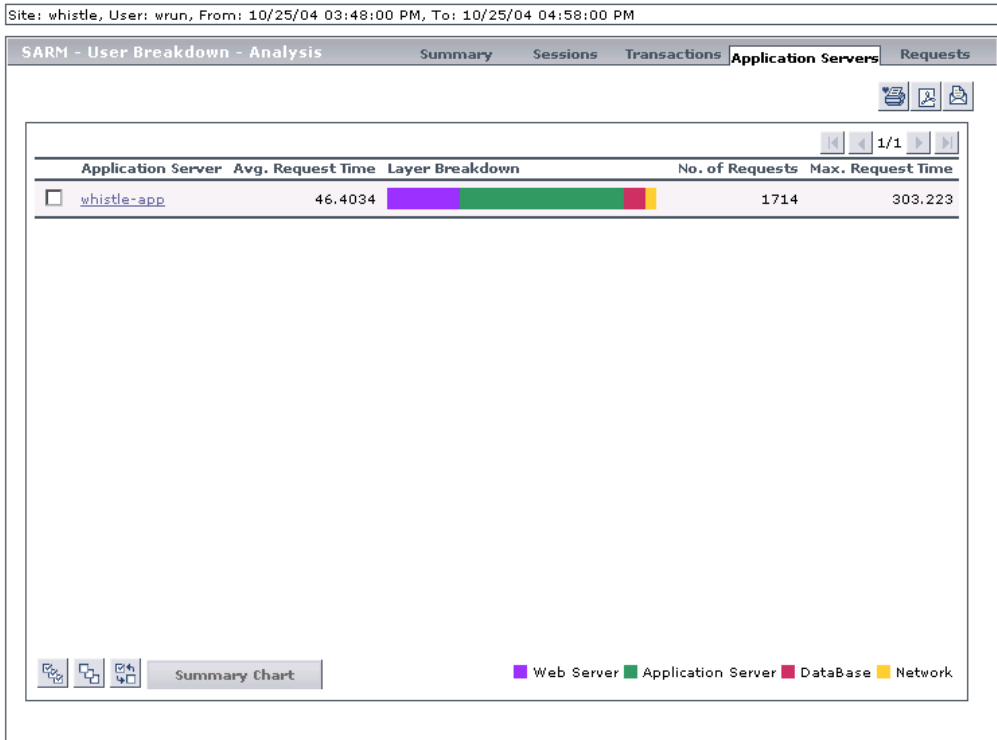 Site: whistle, User: wrun, From: 10/25/04 03:48:00 PM, To: 10/25/04 04:58:00 PM
SARM - User Breakdown - Analysis Summary Sessions Transactions Application Servers Requests
1/1
Application Server Avg. Request Time Layer Breakdown No. of Requests Max. Request Time
whistle-app 46.4034 1714 303.223
Summary Chart Web Server Application Server DataBase Network